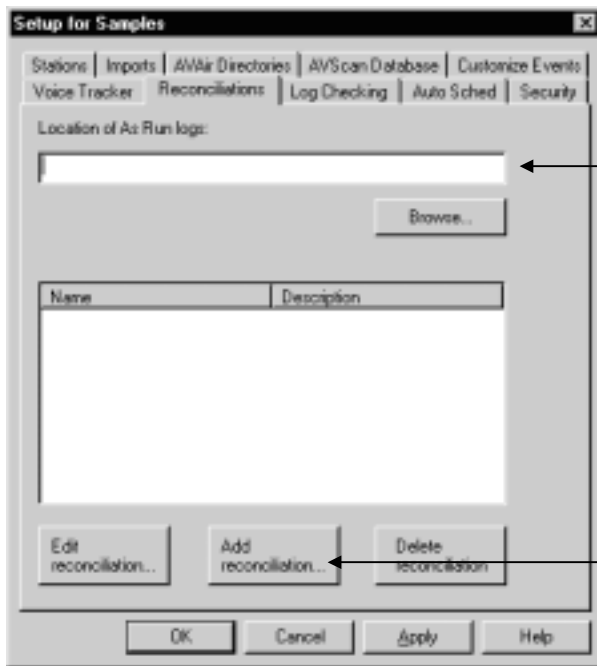 Setup for Samples
Stations Imports AVAir Directories AVScan Database Customize Events
Voice Tracker Reconciliations Log Checking Auto Sched Security
Location of As Run logs:
Browse...
Name Description
Edit reconciliation...
Add reconciliation...
Delete reconciliation
OK Cancel Apply Help